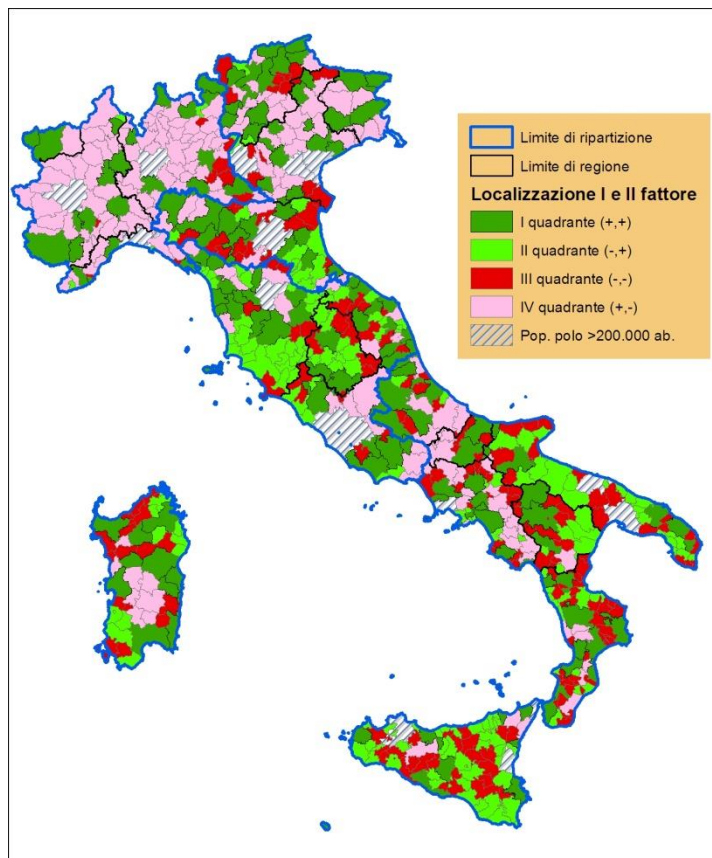 Limite di ripartizione
Limite di regione
Localizzazione I e II fattore
I quadrante (+,+)
II quadrante (-,+)
III quadrante (-,-)
IV quadrante (+,-)
Pop. polo >200.000 ab.